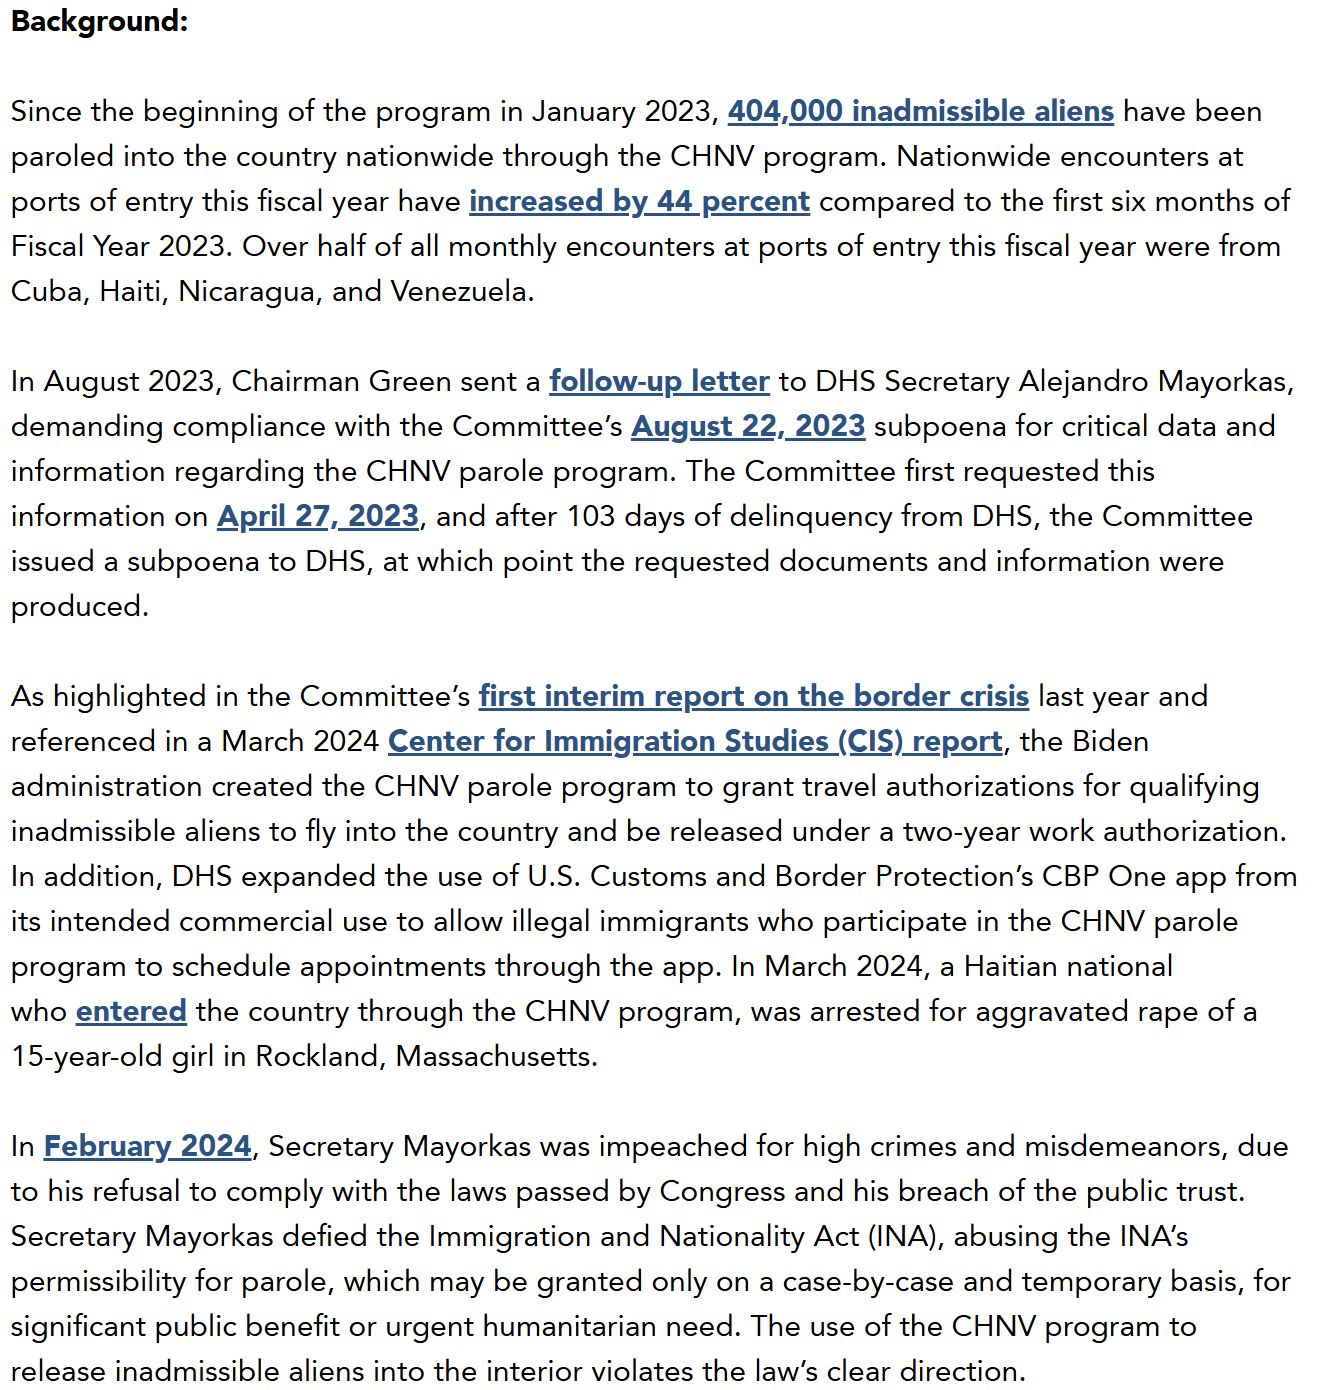 Background:
Since the beginning of the program in January 2023, 404,000 inadmissible aliens have been
paroled into the country nationwide through the CHNV program. Nationwide encounters at
ports of entry this fiscal year have increased by 44 percent compared to the first six months of
Fiscal Year 2023. Over half of all monthly encounters at ports of entry this fiscal year were from
Cuba, Haiti, Nicaragua, and Venezuela.
In August 2023, Chairman Green sent a follow-up letter to DHS Secretary Alejandro Mayorkas,
demanding compliance with the Committee’s August 22, 2023 subpoena for critical data and
information regarding the CHNV parole program. The Committee first requested this
information on April 27, 2023, and after 103 days of delinquency from DHS, the Committee
issued a subpoena to DHS, at which point the requested documents and information were
produced.
As highlighted in the Committee’s first interim report on the border crisis last year and
referenced in a March 2024 Center for Immigration Studies (CIS) report, the Biden
administration created the CHNV parole program to grant travel authorizations for qualifying
inadmissible aliens to fly into the country and be released under a two-year work authorization.
In addition, DHS expanded the use of U.S. Customs and Border Protection’s CBP One app from
its intended commercial use to allow illegal immigrants who participate in the CHNV parole
program to schedule appointments through the app. In March 2024, a Haitian national
who entered the country through the CHNV program, was arrested for aggravated rape of a
15-year-old girl in Rockland, Massachusetts.
In February 2024, Secretary Mayorkas was impeached for high crimes and misdemeanors, due
to his refusal to comply with the laws passed by Congress and his breach of the public trust.
Secretary Mayorkas defied the Immigration and Nationality Act (INA), abusing the INA’s
permissibility for parole, which may be granted only on a case-by-case and temporary basis, for
significant public benefit or urgent humanitarian need. The use of the CHNV program to
release inadmissible aliens into the interior violates the law’s clear direction.